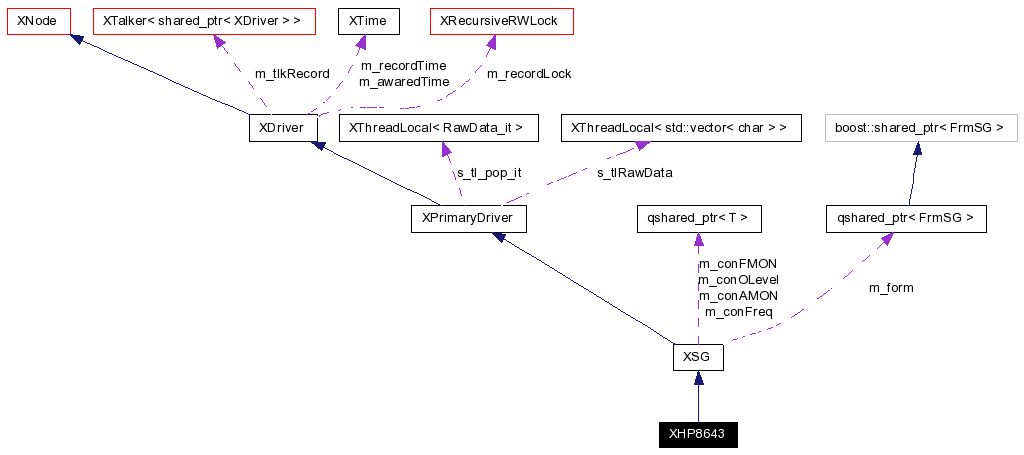 XNode
XTalker< shared_ptr< XDriver > >
XTime
XRecursiveRWLock
m_tlkRecord
m_recordTime
m_awaredTime
m_recordLock
XDriver
XThreadLocal< RawData_it >
XThreadLocal< std::vector< char > >
boost::shared_ptr< FrmSG >
s_tl_pop_it
s_tlRawData
XPrimaryDriver
qshared_ptr< T >
qshared_ptr< FrmSG >
m_conFMON
m_conOLevel
m_conAMON
m_conFreq
m_form
XSG
XHP8643